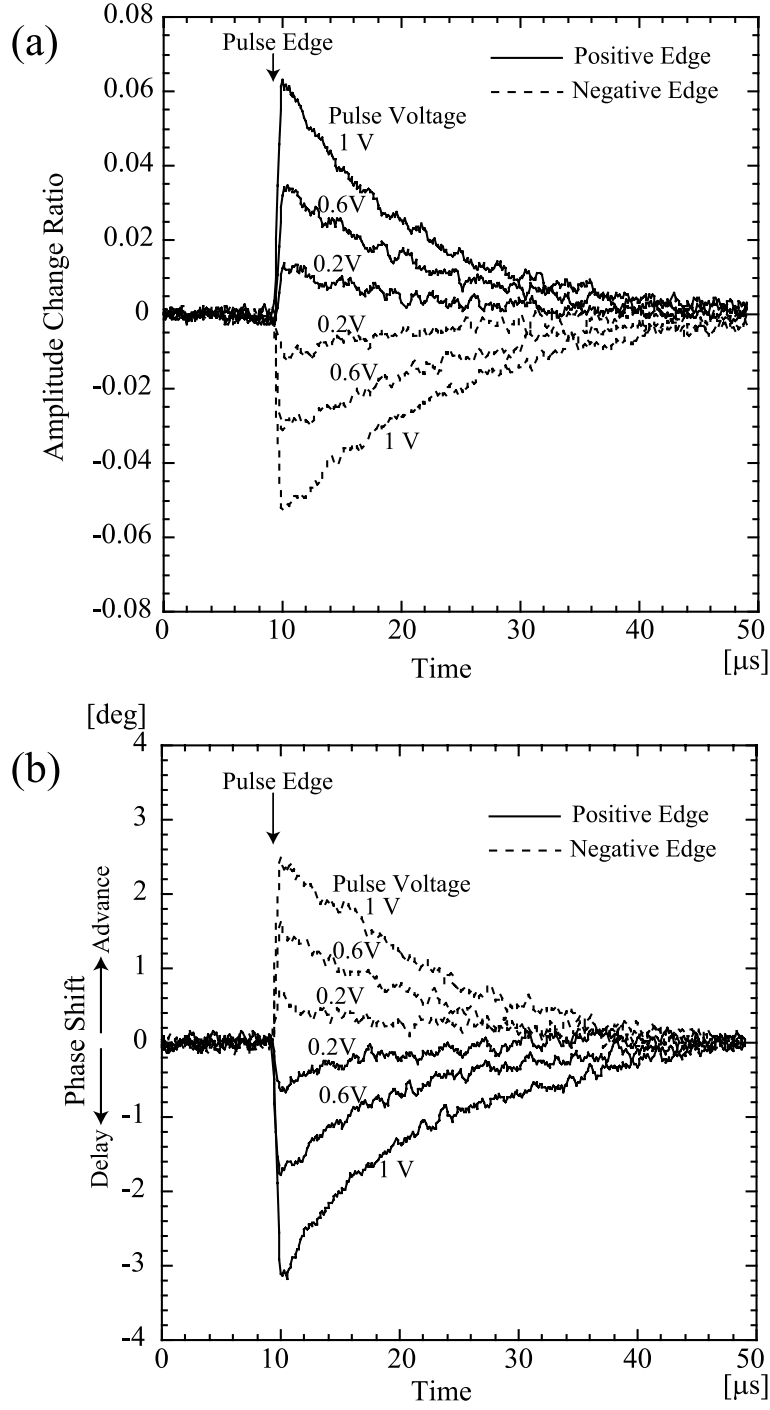 (a)
Pulse Edge
Positive Edge
Negative Edge
Pulse Voltage
1 V
0.6V
0.2V
0.2V
0.6V
1 V
Amplitude Change Ratio
0.08
0.06
0.04
0.02
0
-0.02
-0.04
-0.06
-0.08
0 10 20 30 40 50
Time [μs]
[deg]
(b)
Pulse Edge
Positive Edge
Negative Edge
Pulse Voltage
1 V
0.6V
0.2V
0.2V
0.6V
1 V
Delay Phase Shift Advance
4
3
2
1
0
-1
-2
-3
-4
0 10 20 30 40 50
Time [μs]